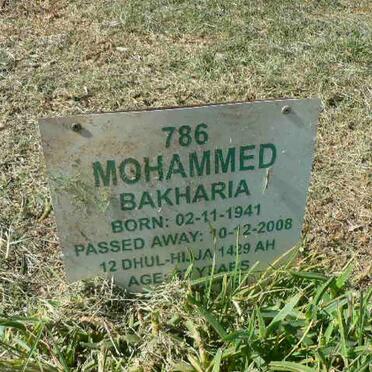 786
MOHAMMED
BAKHARIA
BORN: 02-11-1941
PASSED AWAY: 10-12-2008
12 DHUL-HIJJA 1429 AH
AGE: YEARS